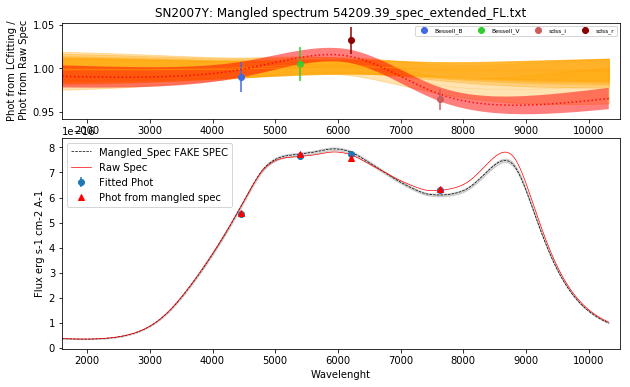 SN2007Y: Mangled spectrum 54209.39_spec_extended_FL.txt
Phot from LCfitting /
Phot from Raw Spec
1.05
1.00
0.95
Bessell_B
Bessell_V
sdss_i
sdss_r
2000 3000 4000 5000 6000 7000 8000 9000 10000
1e-16
Flux erg s-1 cm-2 A-1
8
7
6
5
4
3
2
1
0
Mangled_Spec FAKE SPEC
Raw Spec
Fitted Phot
Phot from mangled spec
2000 3000 4000 5000 6000 7000 8000 9000 10000
Wavelenght